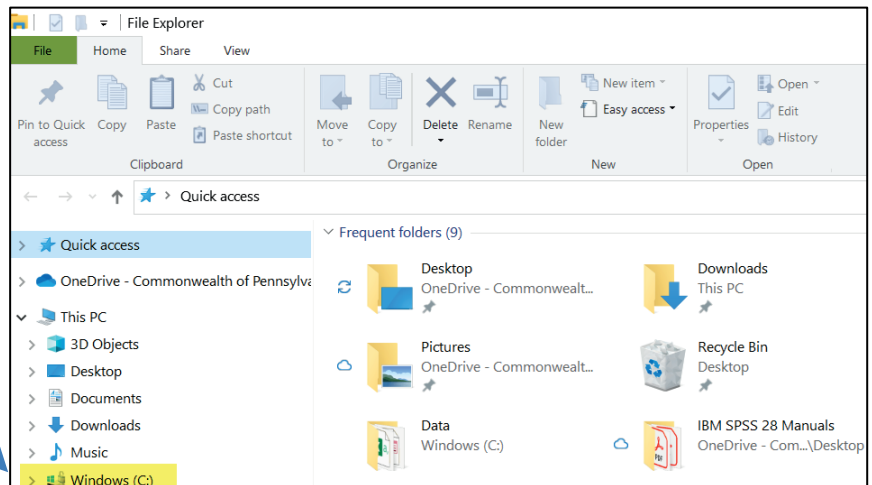 File Explorer
File Home Share View
Pin to Quick access
Copy
Paste
Cut
Copy path
Paste shortcut
Clipboard
Move to
Copy to
Delete
Rename
Organize
New folder
New item
Easy access
New
Properties
Open
Edit
History
Open
Quick access
Quick access
OneDrive - Commonwealth of Pennsylva
This PC
3D Objects
Desktop
Documents
Downloads
Music
Windows (C:)
Frequent folders (9)
Desktop
OneDrive - Commonwealt...
Downloads
This PC
Pictures
OneDrive - Commonwealt...
Recycle Bin
Desktop
Data
Windows (C:)
IBM SPSS 28 Manuals
OneDrive - Com...\Desktop